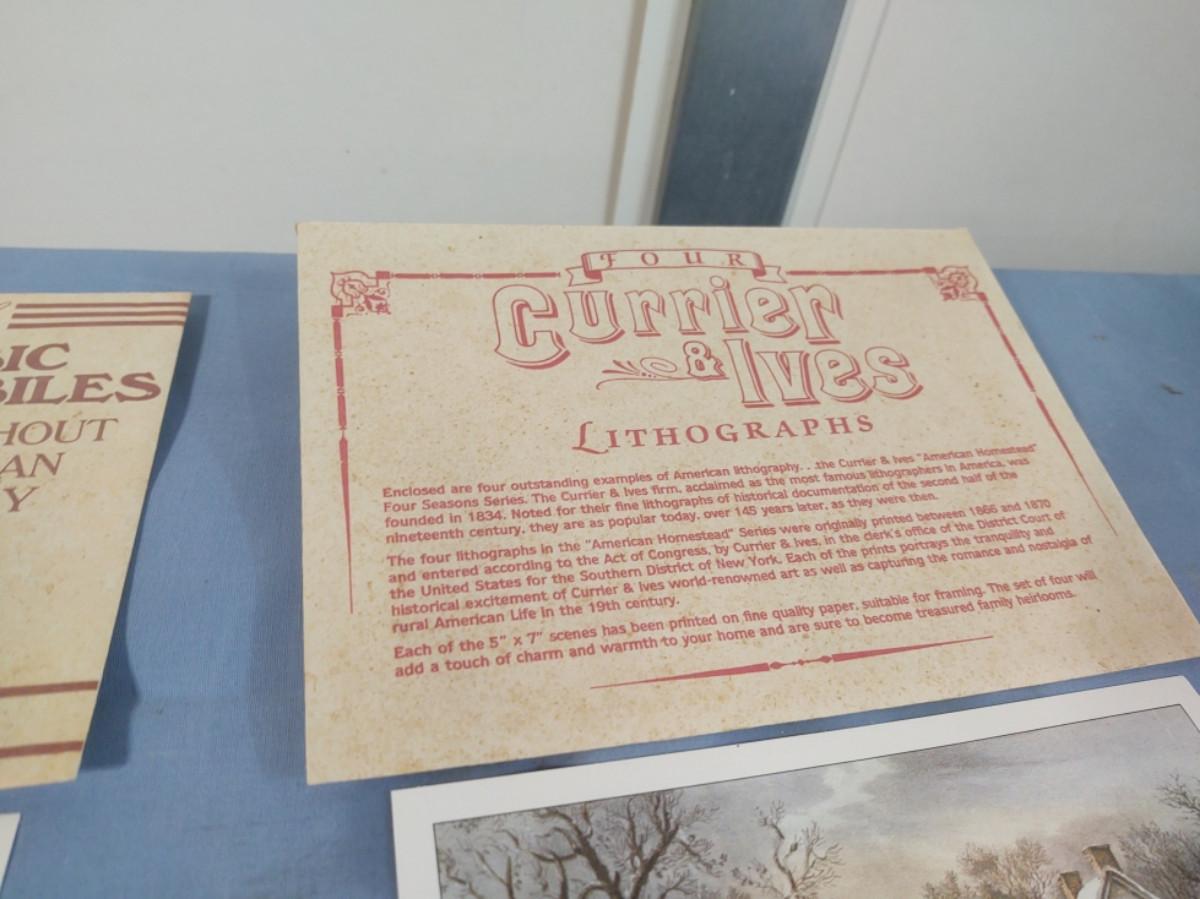 FOUR
Currier
& Ives
LITHOGRAPHS
Enclosed are four outstanding examples of American lithography. . .the Currier & Ives "American Homestead"
Four Seasons Series. The Currier & Ives firm, acclaimed as the most famous lithographers in America, was
founded in 1834. Noted for their fine lithographs of historical documentation of the second half of the
nineteenth century, they are as popular today, over 145 years later, as they were then.
The four lithographs in the "American Homestead" Series were originally printed between 1866 and 1870
and entered according to the Act of Congress, by Currier & Ives, in the clerk's office of the District Court of
the United States for the Southern District of New York. Each of the prints portrays the tranquility and
historical excitement of Currier & Ives world-renowned art as well as capturing the romance and nostalgia of
rural American Life in the 19th century.
Each of the 5" x 7" scenes has been printed on fine quality paper, suitable for framing. The set of four will
add a touch of charm and warmth to your home and are sure to become treasured family heirlooms.
SIC
BILES
HOUT
AN
Y